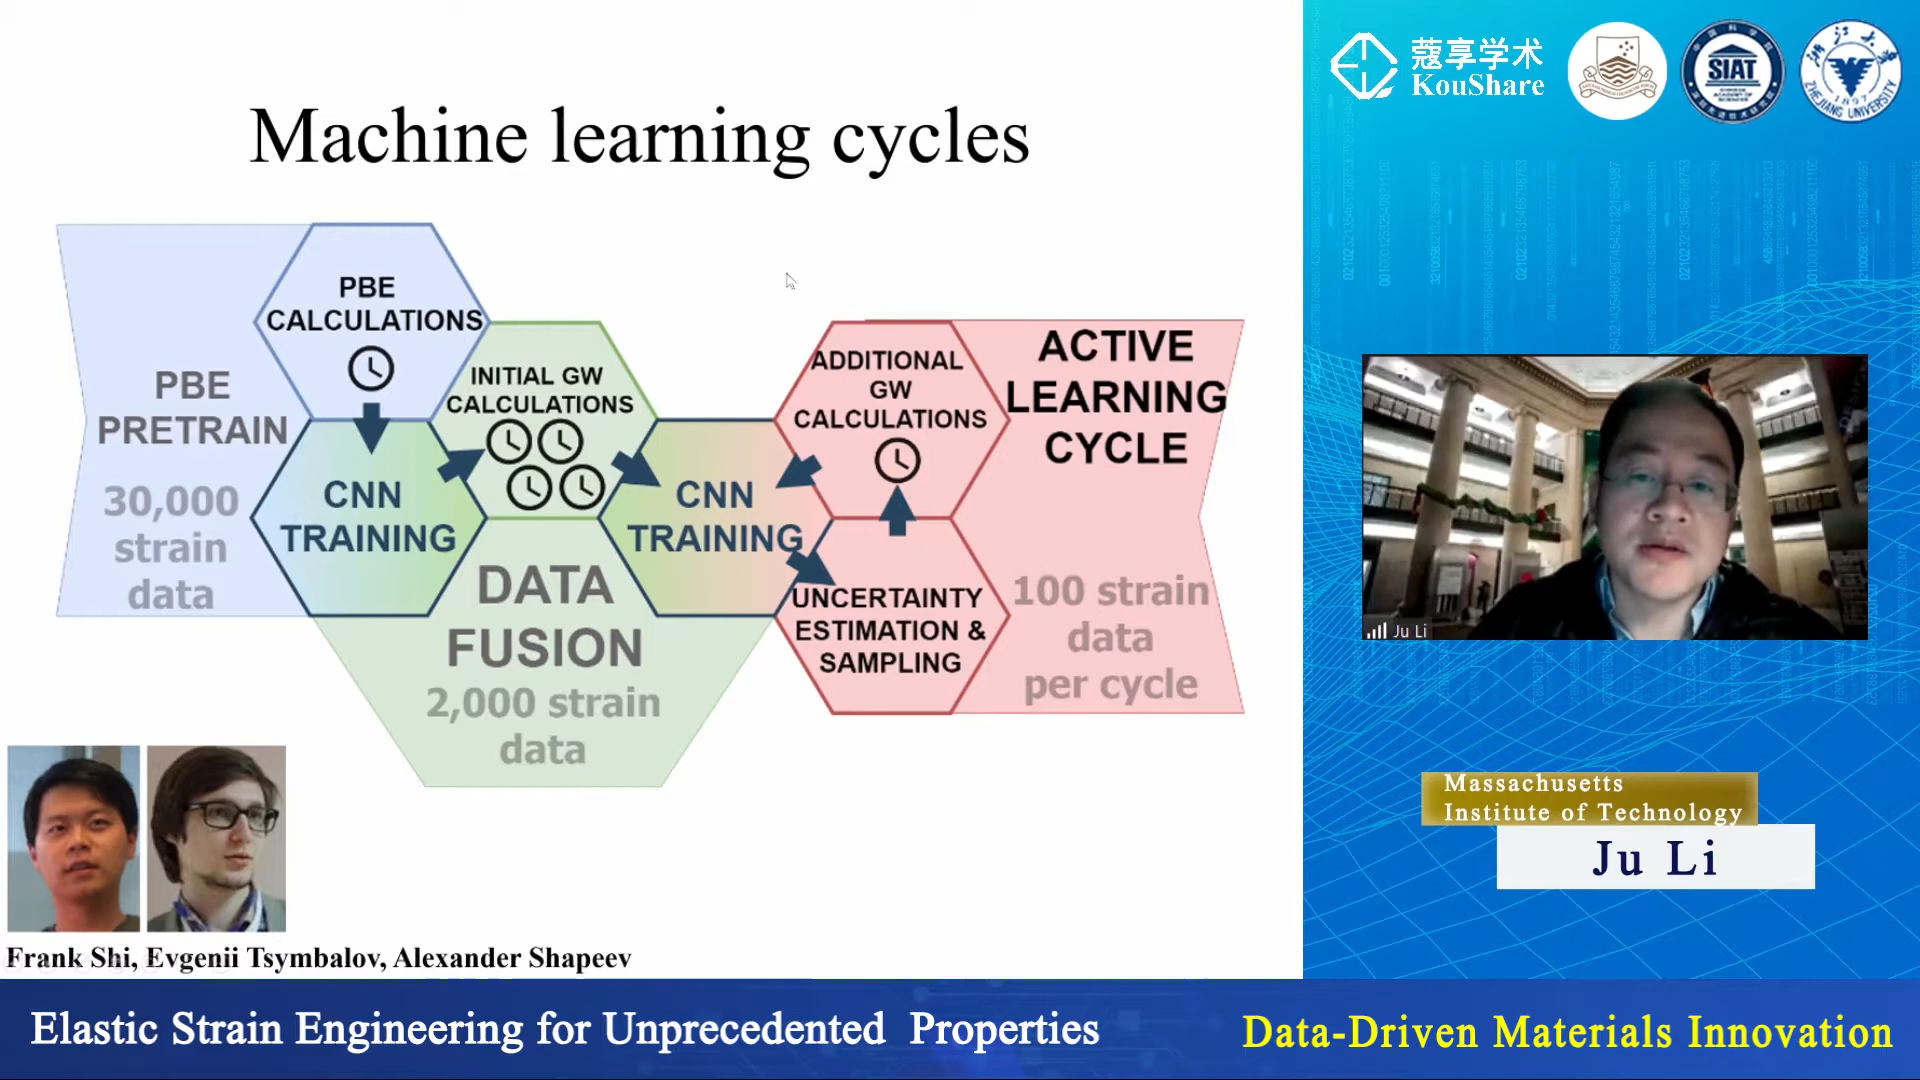 Machine learning cycles
PBE
CALCULATIONS
PBE
PRETRAIN
30,000
strain
data
CNN
TRAINING
INITIAL GW
CALCULATIONS
DATA
FUSION
2,000 strain
data
CNN
TRAINING
ADDITIONAL
GW
CALCULATIONS
UNCERTAINTY
ESTIMATION &
SAMPLING
ACTIVE
LEARNING
CYCLE
100 strain
data
per cycle
Frank Shi, Evgenii Tsymbalov, Alexander Shapeev
蔻享学术
KouShare
SIAT
ZHEJIANG UNIVERSITY
1897
Ju Li
Massachusetts
Institute of Technology
Ju Li
Elastic Strain Engineering for Unprecedented Properties
Data-Driven Materials Innovation